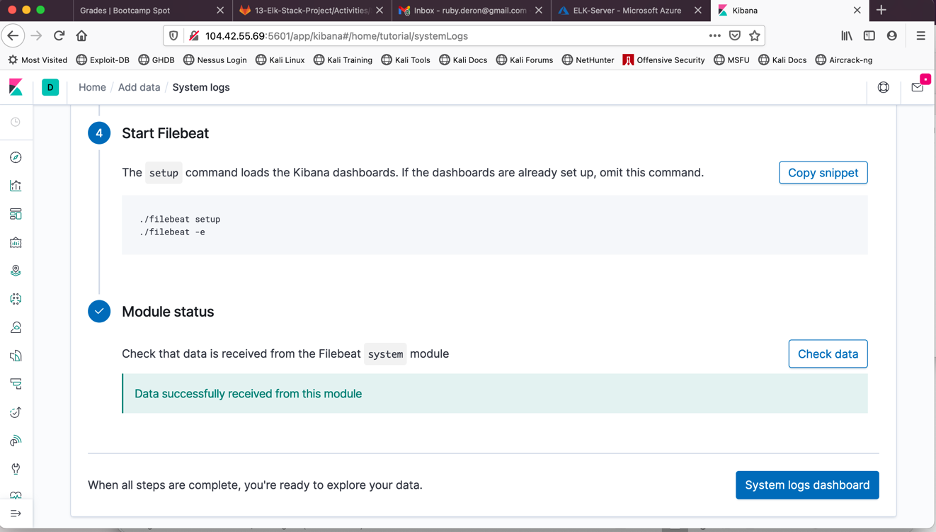 Grades | Bootcamp Spot
13-Elk-Stack-Project/Activities/
Inbox - ruby.deron@gmail.com
ELK-Server - Microsoft Azure
Kibana
104.42.55.69:5601/app/kibana#/home/tutorial/systemLogs
Most Visited Exploit-DB GHDB Nessus Login Kali Linux Kali Training Kali Tools Kali Docs Kali Forums NetHunter Offensive Security MSFU Kali Docs Aircrack-ng
D Home / Add data / System logs
4 Start Filebeat
The setup command loads the Kibana dashboards. If the dashboards are already set up, omit this command.
Copy snippet
./filebeat setup
./filebeat -e
Module status
Check that data is received from the Filebeat system module
Check data
Data successfully received from this module
When all steps are complete, you're ready to explore your data.
System logs dashboard